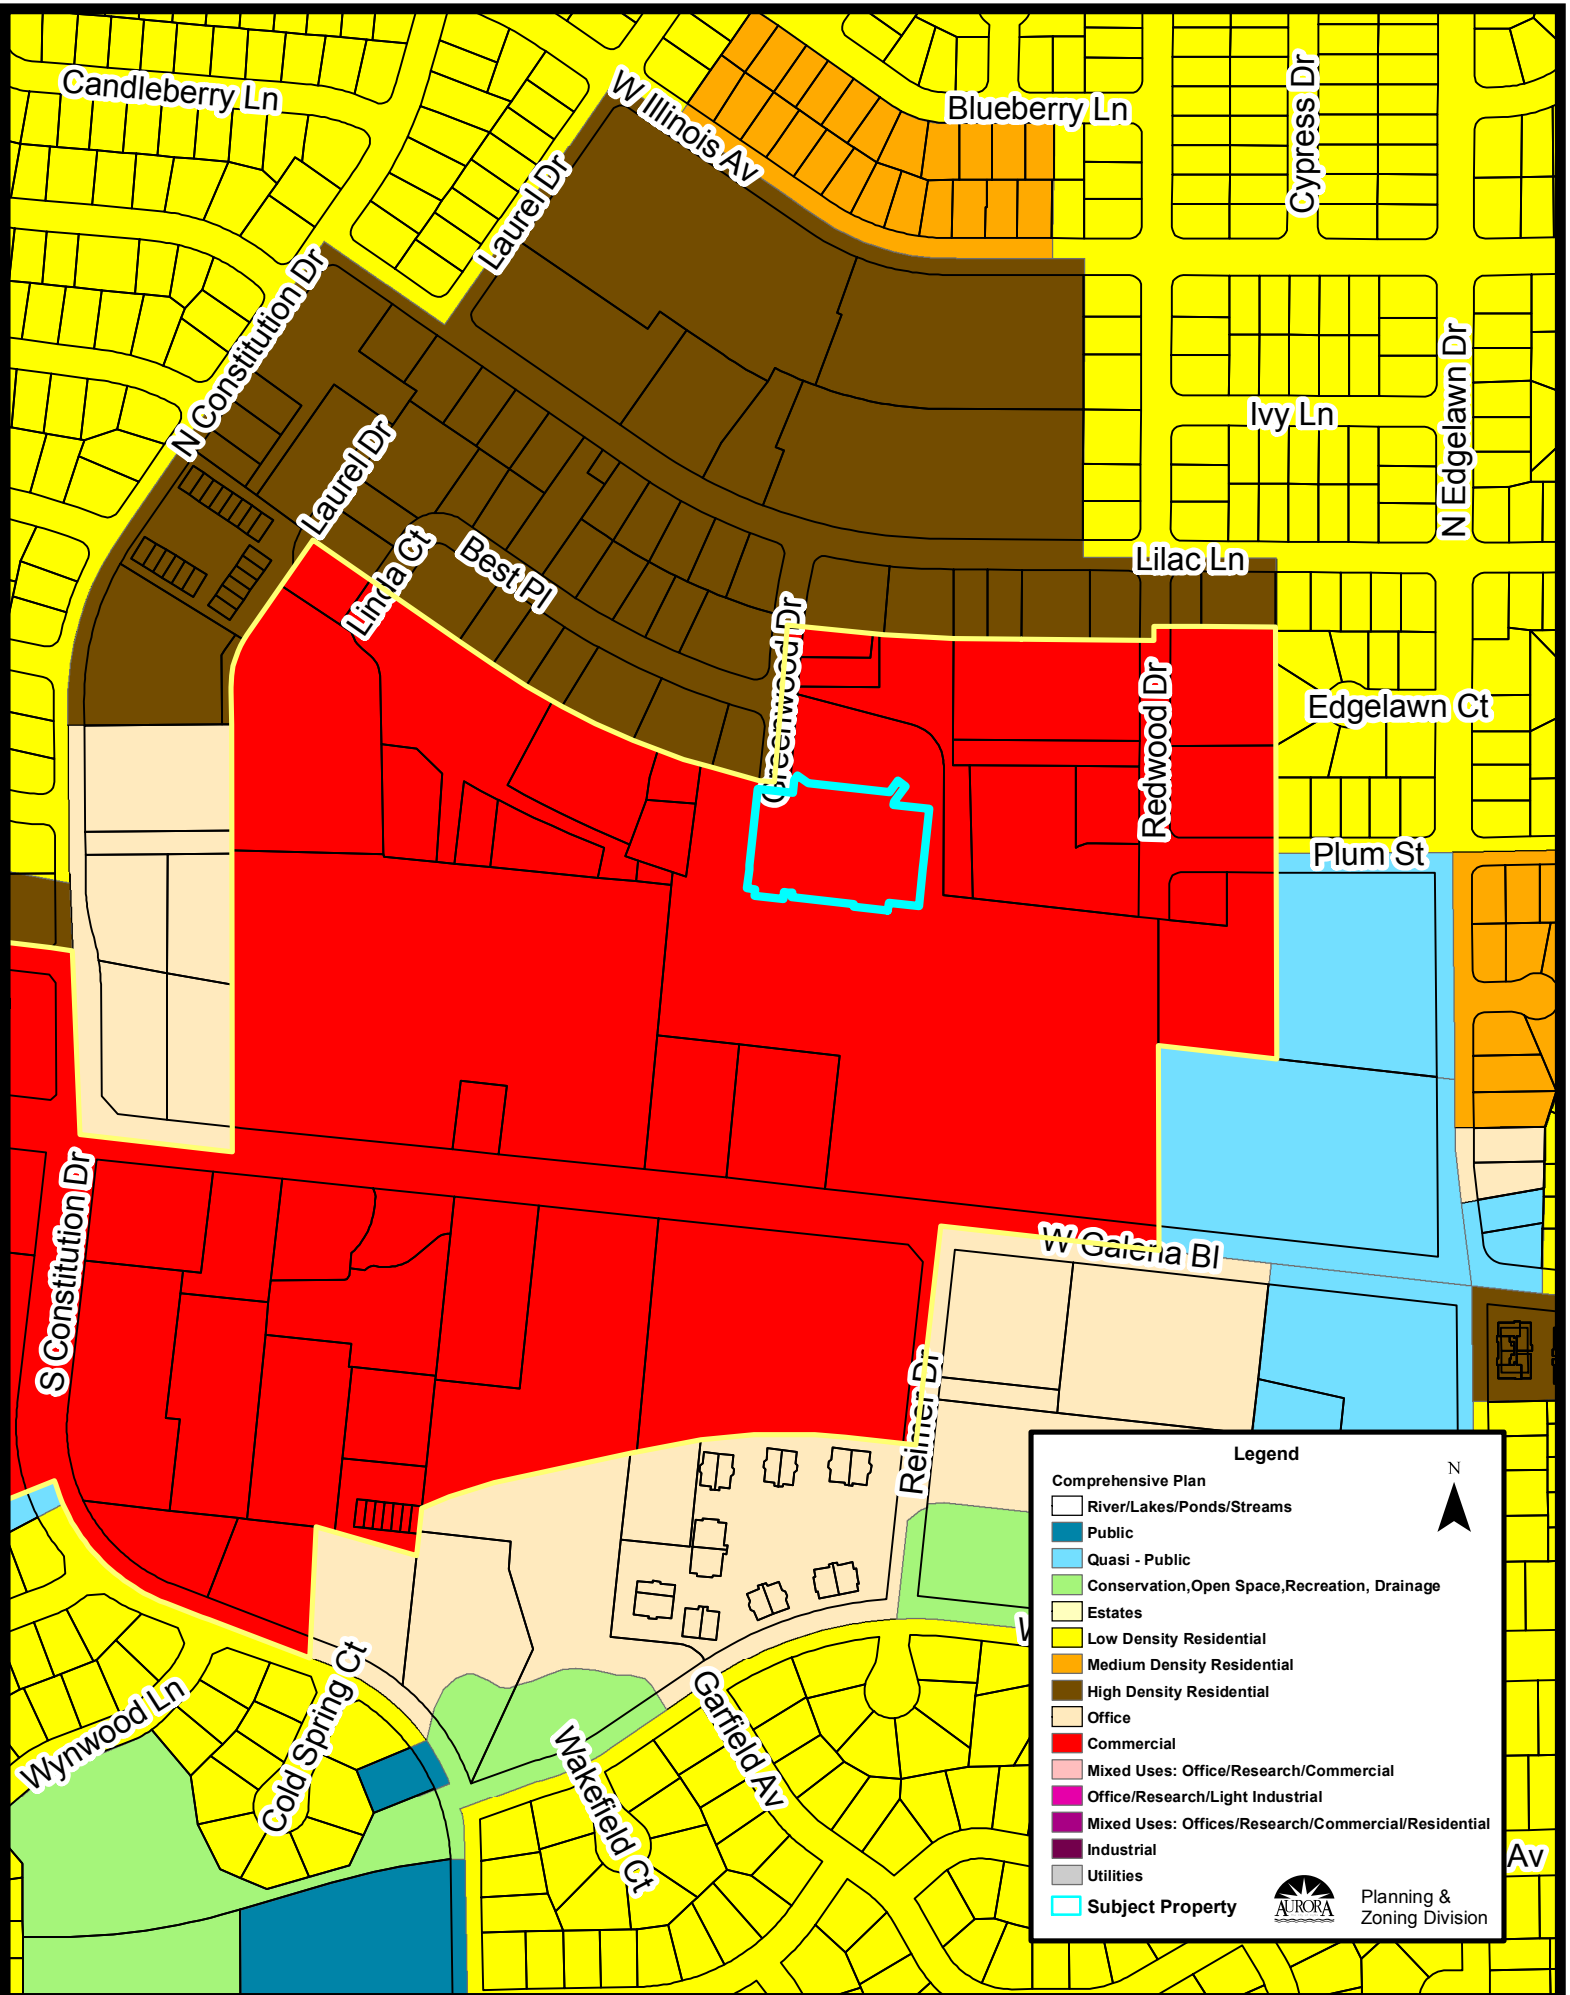 Candleberry Ln
W Illinois Av
Blueberry Ln
Cypress Dr
Laurel Dr
N Constitution Dr
N Edgelawn Dr
Ivy Ln
Laurel Dr
Linda Ct
Best Pl
Lilac Ln
Greenwood Dr
Redwood Dr
Edgelawn Ct
Plum St
S Constitution Dr
W Galena Bl
Reimer Dr
Wynwood Ln
Cold Spring Ct
Garfield Av
Wakefield Ct
W
Av
Legend
N
Comprehensive Plan
River/Lakes/Ponds/Streams
Public
Quasi - Public
Conservation,Open Space,Recreation, Drainage
Estates
Low Density Residential
Medium Density Residential
High Density Residential
Office
Commercial
Mixed Uses: Office/Research/Commercial
Office/Research/Light Industrial
Mixed Uses: Offices/Research/Commercial/Residential
Industrial
Utilities
Subject Property
AURORA
Planning &
Zoning Division